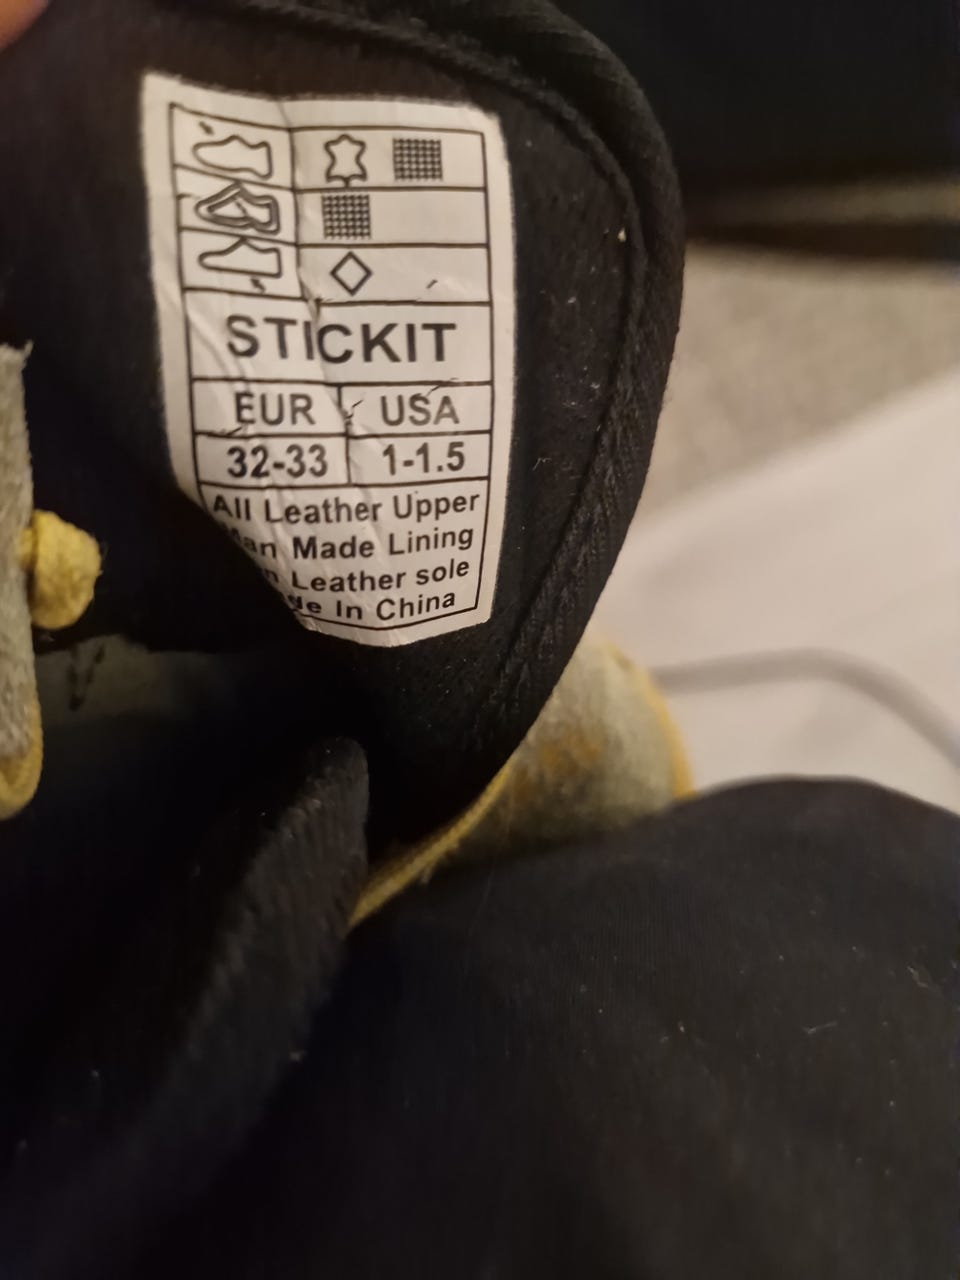 STICKIT
EUR USA
32-33 1-1.5
All Leather Upper
Made Lining
Leather sole
In China